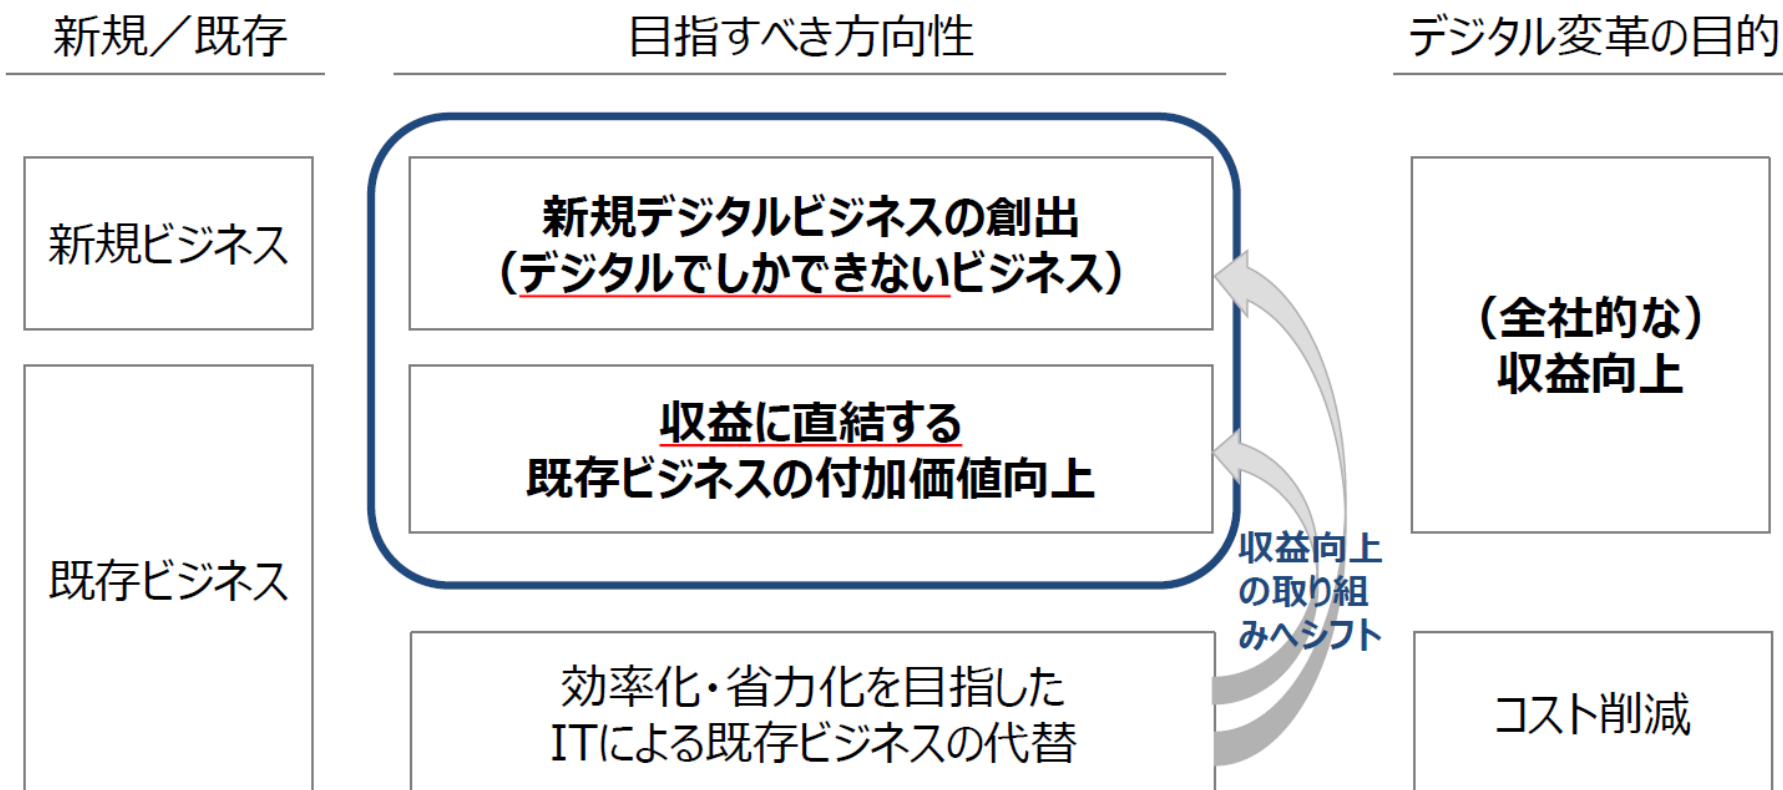 新規／既存
目指すべき方向性
デジタル変革の目的
新規ビジネス
新規デジタルビジネスの創出
（デジタルでしかできないビジネス）
（全社的な）
収益向上
収益に直結する
既存ビジネスの付加価値向上
既存ビジネス
収益向上
の取り組
みへシフト
効率化・省力化を目指した
ITによる既存ビジネスの代替
コスト削減